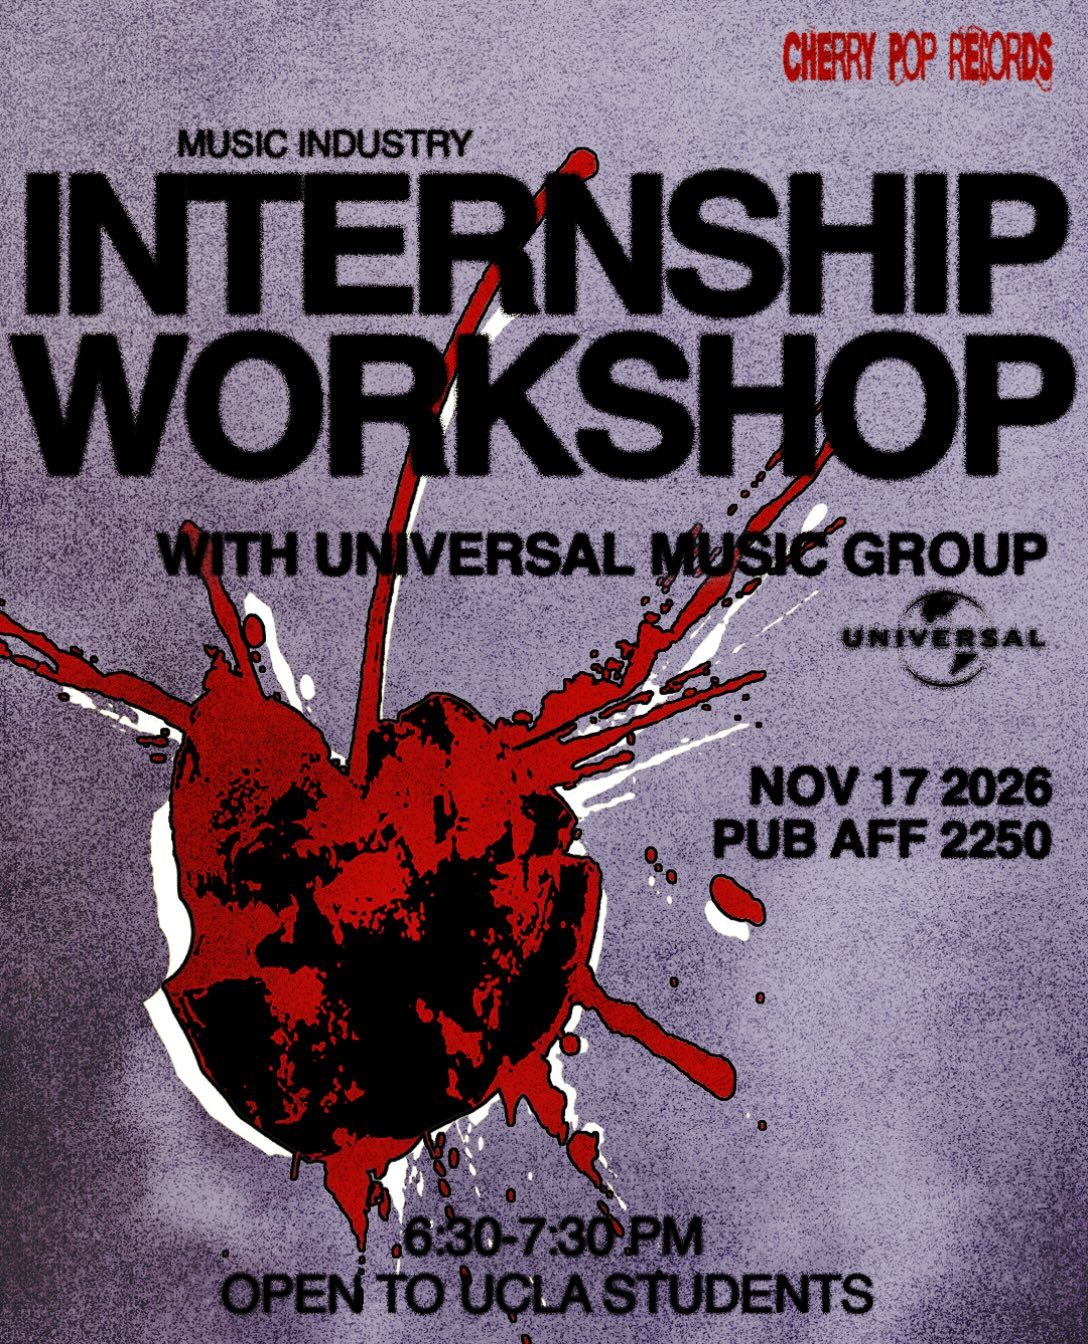 CHERRY POP RECORDS
MUSIC INDUSTRY
INTERNSHIP
WORKSHOP
WITH UNIVERSAL MUSIC GROUP
UNIVERSAL
NOV 17 2026
PUB AFF 2250
6:30-7:30 PM
OPEN TO UCLA STUDENTS